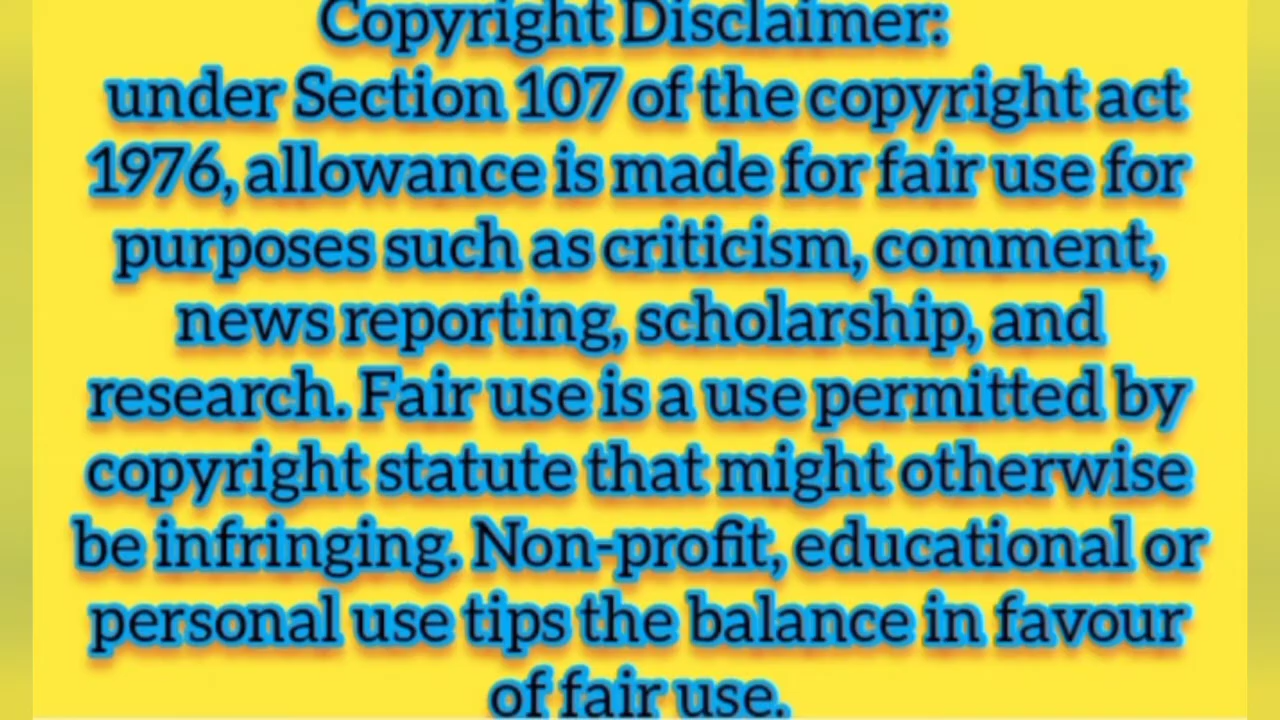 Copyright Disclaimer:
under Section 107 of the copyright act
1976, allowance is made for fair use for
purposes such as criticism, comment,
news reporting, scholarship, and
research. Fair use is a use permitted by
copyright statute that might otherwise
be infringing. Non-profit, educational or
personal use tips the balance in favour
of fair use.